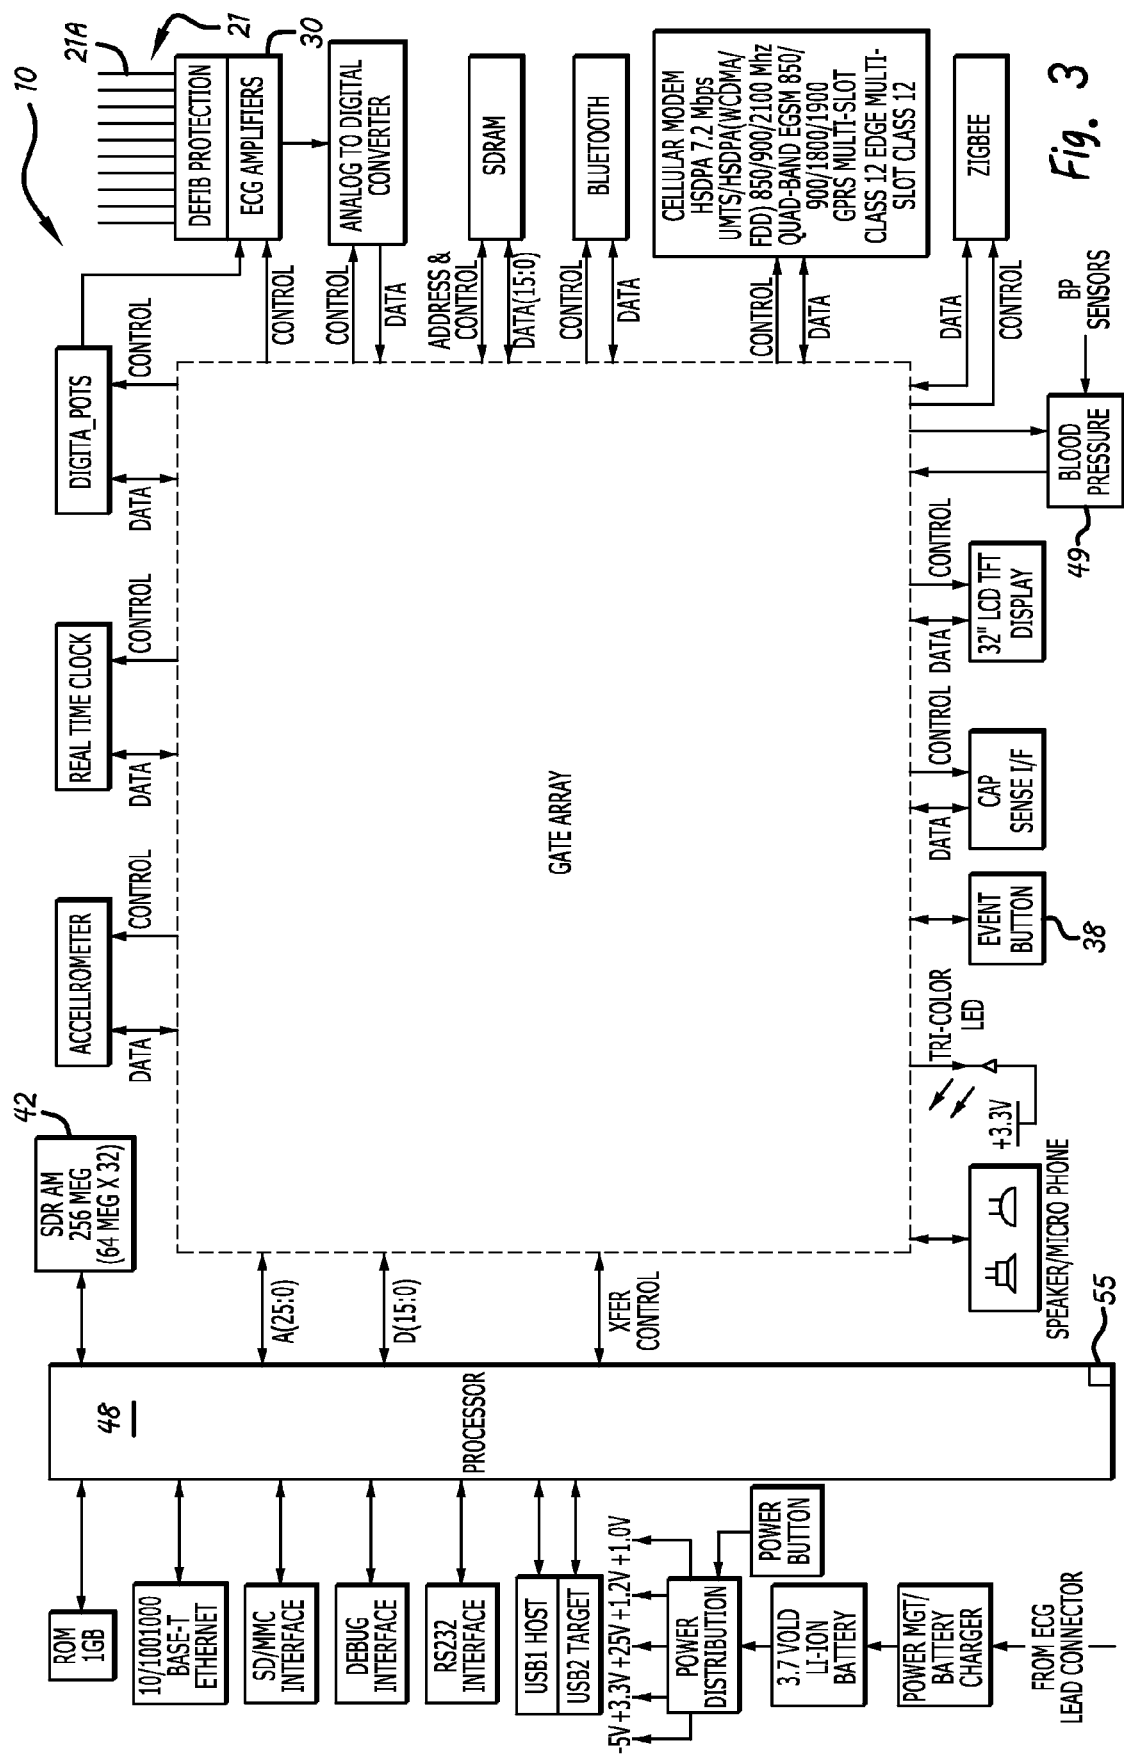 10
21A
21
30
DEFIB PROTECTION
ECG AMPLIFIERS
ANALOG TO DIGITAL
CONVERTER
SDRAM
BLUETOOTH
CELLULAR MODEM
HSDPA 7.2 Mbps
UMTS/HSDPA(WCDMA/
FDD) 850/900/2100 Mhz
QUAD-BAND EGSM 850/
900/1800/1900
GPRS MULTI-SLOT
CLASS 12 EDGE MULTI-
SLOT CLASS 12
ZIGBEE
Fig. 3
CONTROL
CONTROL
DATA
ADDRESS &
CONTROL
DATA(15:0)
CONTROL
DATA
CONTROL
DATA
DATA
CONTROL
BP
SENSORS
DIGITA_POTS
CONTROL
DATA
REAL TIME CLOCK
CONTROL
DATA
ACCELLROMETER
CONTROL
DATA
GATE ARRAY
BLOOD
PRESSURE
49
CONTROL
DATA
32" LCD TFT
DISPLAY
CONTROL
DATA
CAP
SENSE I/F
EVENT
BUTTON
38
TRI-COLOR
LED
+3.3V
SPEAKER/MICRO PHONE
SDR AM
256 MEG
(64 MEG X 32)
42
A(25:0)
D(15:0)
XFER
CONTROL
48
PROCESSOR
55
ROM
1GB
10/1001000
BASE-T
ETHERNET
SD/MMC
INTERFACE
DEBUG
INTERFACE
RS232
INTERFACE
USB1 HOST
USB2 TARGET
-5V +3.3V +25V +1.2V +1.0V
POWER
DISTRIBUTION
POWER
BUTTON
3.7 VOLD
LI-ION
BATTERY
POWER MGT/
BATTERY
CHARGER
FROM ECG
LEAD CONNECTOR